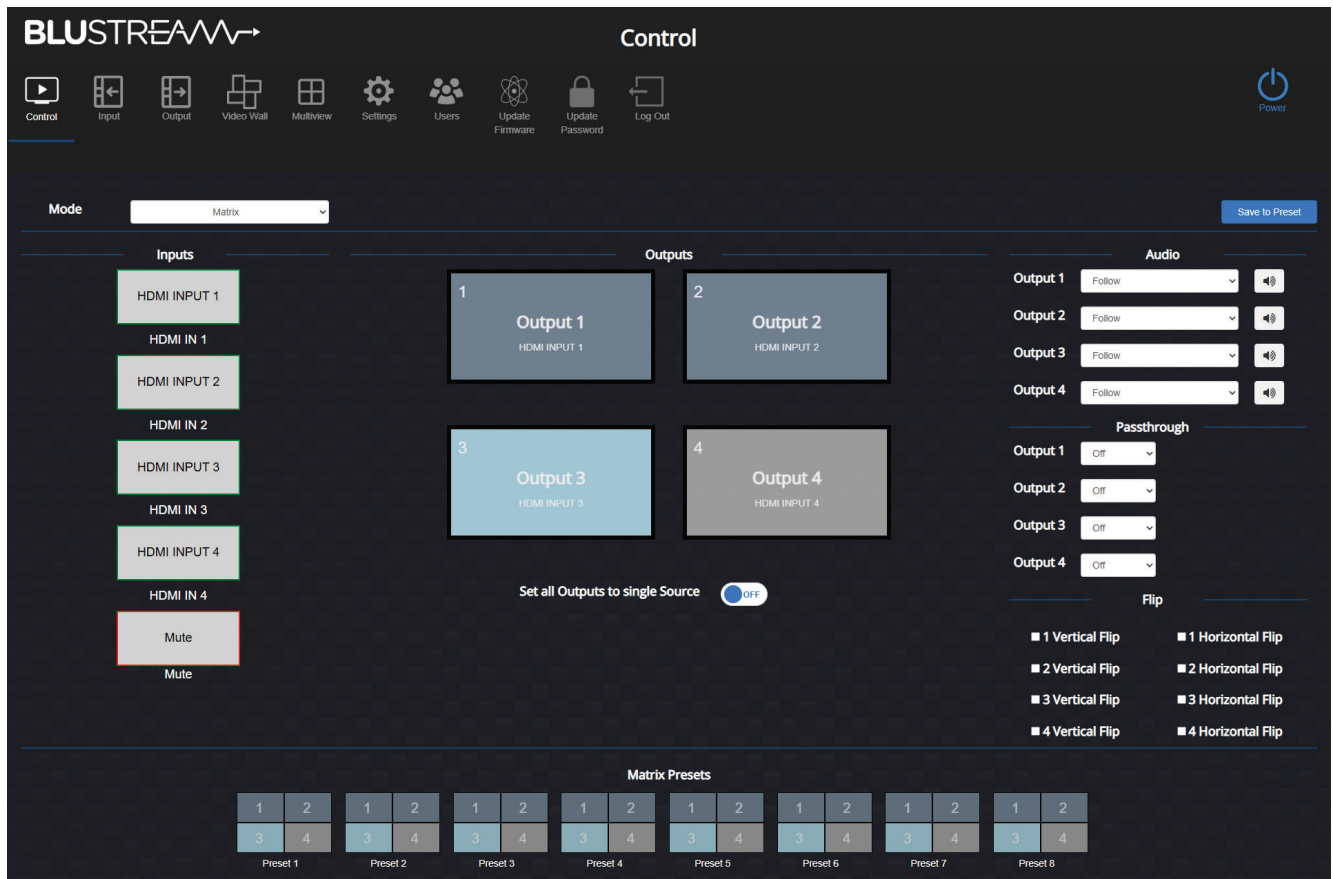 BLUSTREAM
Control
Control
Input
Output
Video Wall
Multiview
Settings
Users
Update
Firmware
Update
Password
Log Out
Power
Mode
Matrix
Save to Preset
Inputs
HDMI INPUT 1
HDMI IN 1
HDMI INPUT 2
HDMI IN 2
HDMI INPUT 3
HDMI IN 3
HDMI INPUT 4
HDMI IN 4
Mute
Mute
Outputs
1
Output 1
HDMI INPUT 1
2
Output 2
HDMI INPUT 2
3
Output 3
HDMI INPUT 3
4
Output 4
HDMI INPUT 4
Set all Outputs to single Source OFF
Audio
Output 1 Follow
Output 2 Follow
Output 3 Follow
Output 4 Follow
Passthrough
Output 1 Off
Output 2 Off
Output 3 Off
Output 4 Off
Flip
1 Vertical Flip 1 Horizontal Flip
2 Vertical Flip 2 Horizontal Flip
3 Vertical Flip 3 Horizontal Flip
4 Vertical Flip 4 Horizontal Flip
Matrix Presets
1 2 1 2 1 2 1 2 1 2 1 2 1 2 1 2
3 4 3 4 3 4 3 4 3 4 3 4 3 4 3 4
Preset 1 Preset 2 Preset 3 Preset 4 Preset 5 Preset 6 Preset 7 Preset 8